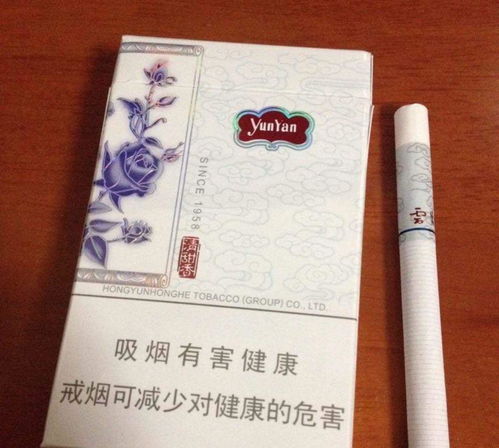 YunYan
SINCE 1958
清甜香
HONGYUNHONGHE TOBACCO (GROUP) CO., LTD.
吸烟有害健康
戒烟可减少对健康的危害
雲